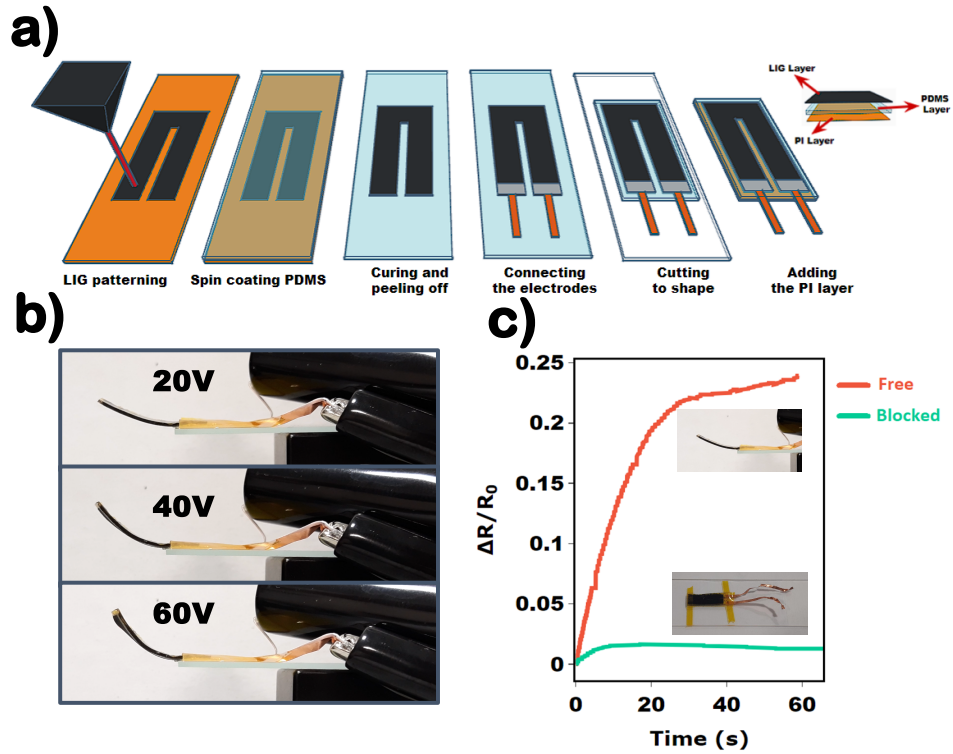 a)
LIG Layer
PDMS
Layer
PI Layer
LIG patterning
Spin coating PDMS
Curing and
peeling off
Connecting
the electrodes
Cutting
to shape
Adding
the PI layer
b)
20V
40V
60V
c)
0.25
0.2
0.15
0.1
0.05
0
ΔR/R₀
0
20
40
60
Time (s)
Free
Blocked